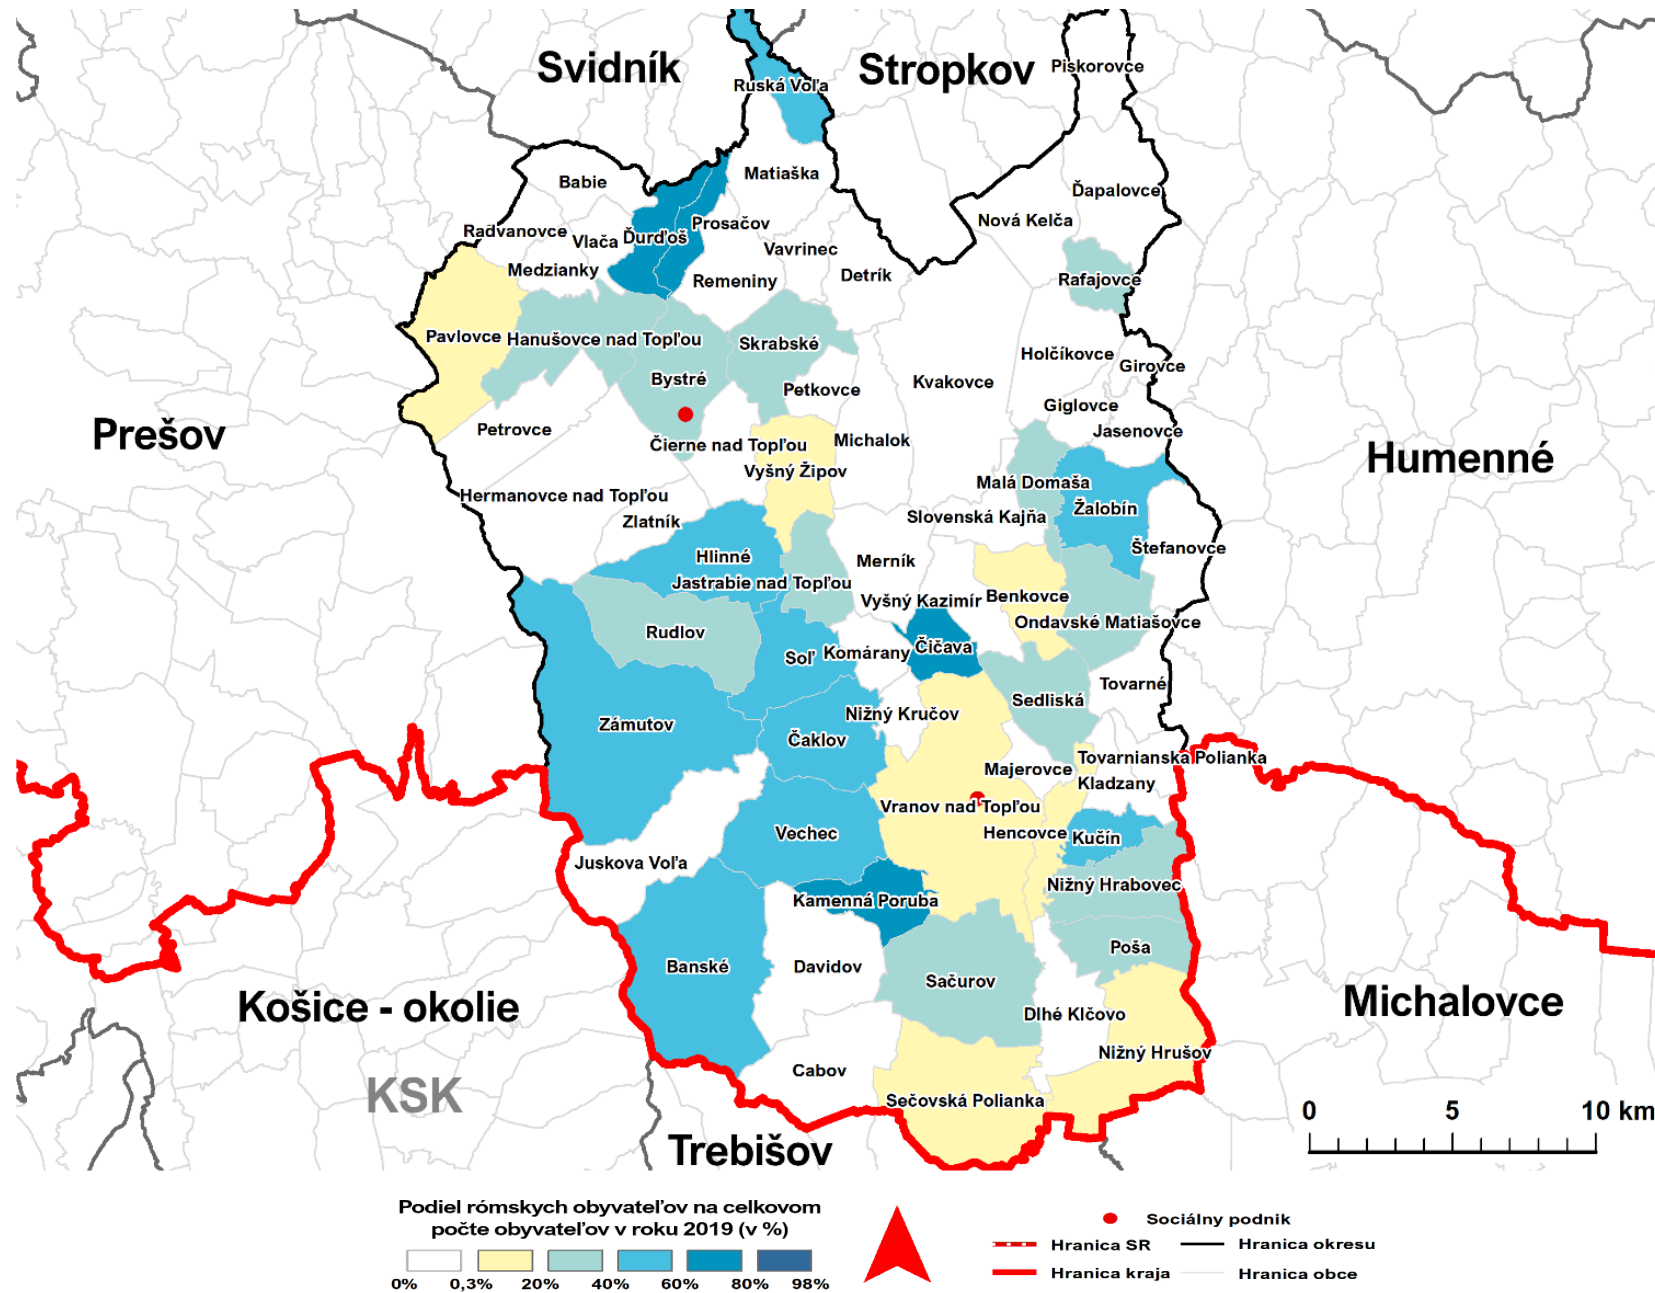 Svidník
Stropkov
Piskorovce
Ruská Voľa
Matiaška
Babie
Ďapalovce
Nová Kelča
Prosačov
Radvanovce
Vlača
Ďurďoš
Vavrinec
Medzianky
Detrík
Remeniny
Rafajovce
Pavlovce
Hanušovce nad Topľou
Skrabské
Holčíkovce
Girovce
Bystré
Petkovce
Kvakovce
Giglovce
Prešov
Petrovce
Čierne nad Topľou
Michalok
Jasenovce
Humenné
Vyšný Žipov
Malá Domaša
Hermanovce nad Topľou
Žalobín
Zlatník
Slovenská Kajňa
Štefanovce
Hlinné
Merník
Jastrabie nad Topľou
Vyšný Kazimír
Benkovce
Ondavské Matiašovce
Rudlov
Čičava
Soľ
Komárany
Tovarné
Sedliská
Nižný Kručov
Zámutov
Čaklov
Tovarnianska Polianka
Majerovce
Kladzany
Vranov nad Topľou
Vechec
Hencovce
Kučín
Juskova Voľa
Nižný Hrabovec
Kamenná Poruba
Poša
Banské
Davidov
Sačurov
Košice - okolie
Michalovce
Dlhé Klčovo
Nižný Hrušov
Cabov
KSK
Sečovská Polianka
0 5 10 km
Trebišov
Podiel rómskych obyvateľov na celkovom
počte obyvateľov v roku 2019 (v %)
0% 0,3% 20% 40% 60% 80% 98%
Sociálny podnik
Hranica SR
Hranica okresu
Hranica kraja
Hranica obce